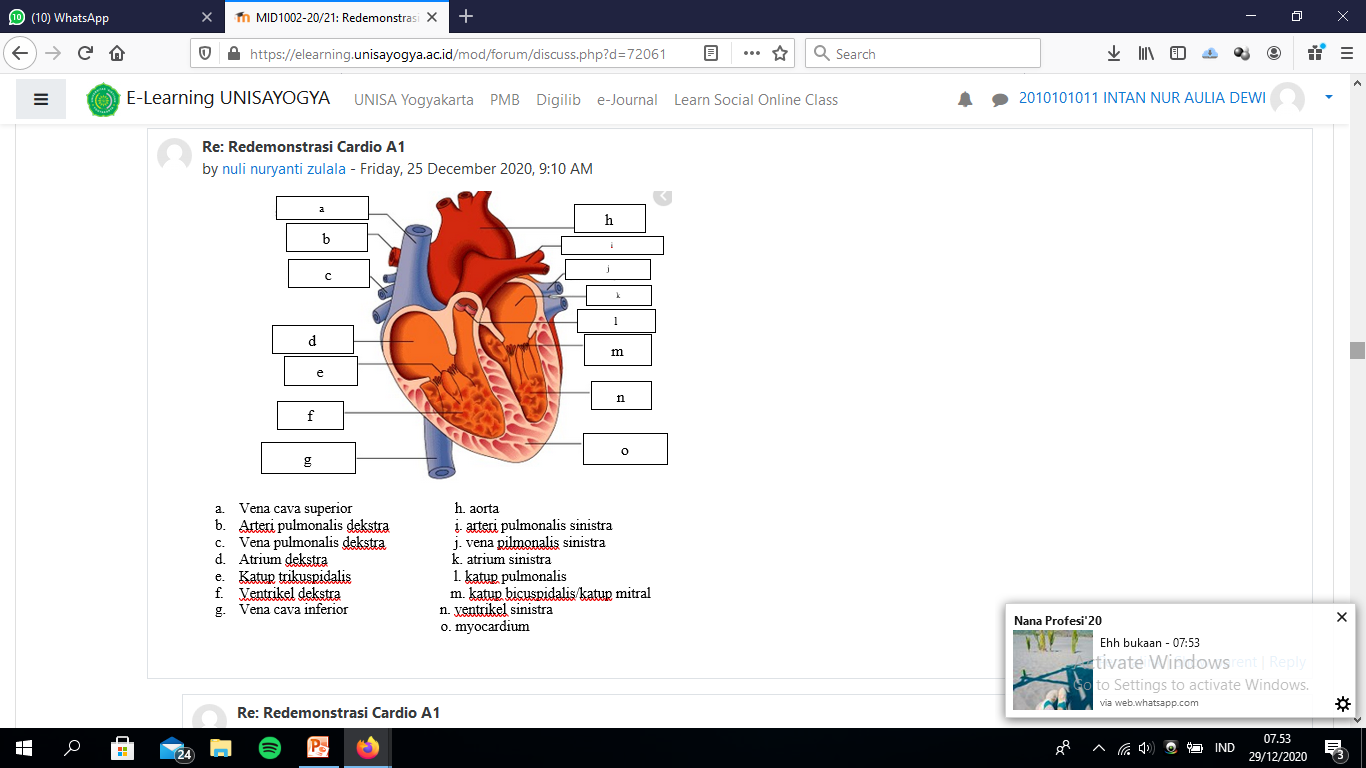 (10) WhatsApp
MID1002-20/21: Redemonstrasi
https://elearning.unisayogya.ac.id/mod/forum/discuss.php?d=72061
Search
E-Learning UNISAYOGYA
UNISA Yogyakarta PMB Digilib e-Journal Learn Social Online Class
2010101011 INTAN NUR AULIA DEWI
Re: Redemonstrasi Cardio A1
by nuli nuryanti zulala - Friday, 25 December 2020, 9:10 AM
a
b
c
d
e
f
g
h
i
j
k
l
m
n
o
a. Vena cava superior
b. Arteri pulmonalis dekstra
c. Vena pulmonalis dekstra
d. Atrium dekstra
e. Katup trikuspidalis
f. Ventrikel dekstra
g. Vena cava inferior
h. aorta
i. arteri pulmonalis sinistra
j. vena pilmonalis sinistra
k. atrium sinistra
l. katup pulmonalis
m. katup bicuspidalis/katup mitral
n. ventrikel sinistra
o. myocardium
Re: Redemonstrasi Cardio A1
Nana Profesi'20
Ehh bukaan - 07:53
Activate Windows
Go to Settings to activate Windows.
Reply
via web.whatsapp.com
24
IND
07.53
29/12/2020
3